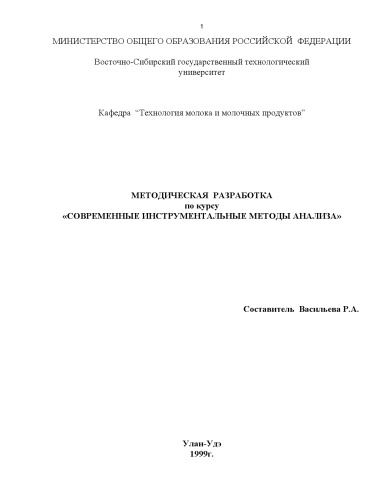 1
МИНИСТЕРСТВО ОБЩЕГО ОБРАЗОВАНИЯ РОССИЙСКОЙ ФЕДЕРАЦИИ
Восточно-Сибирский государственный технологический
университет
Кафедра “Технология молока и молочных продуктов”
МЕТОДИЧЕСКАЯ РАЗРАБОТКА
по курсу
«СОВРЕМЕННЫЕ ИНСТРУМЕНТАЛЬНЫЕ МЕТОДЫ АНАЛИЗА»
Составитель Васильева Р.А.
Улан-Удэ
1999г.